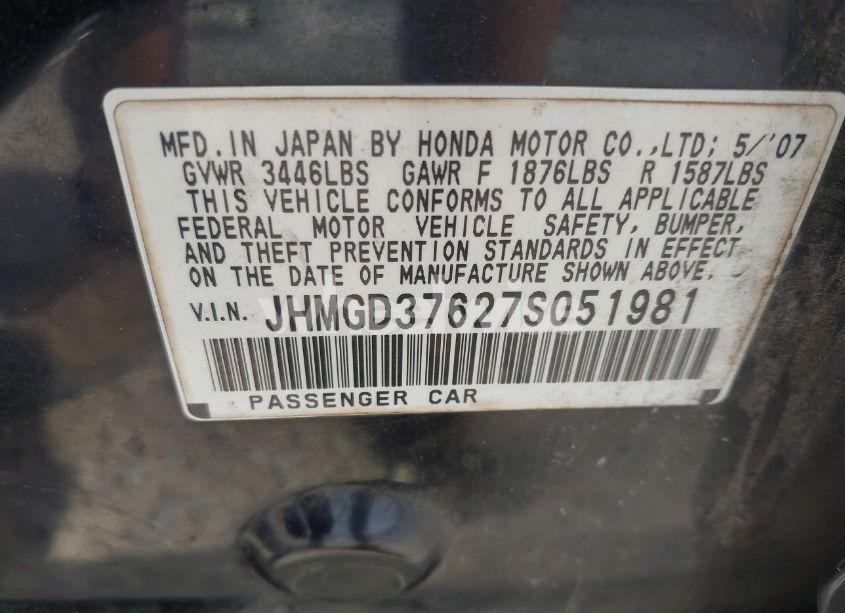 MFD. IN JAPAN BY HONDA MOTOR CO.,LTD; 5/'07
GVWR 3446LBS GAWR F 1876LBS R 1587LBS
THIS VEHICLE CONFORMS TO ALL APPLICABLE
FEDERAL MOTOR VEHICLE SAFETY, BUMPER,
AND THEFT PREVENTION STANDARDS IN EFFECT
ON THE DATE OF MANUFACTURE SHOWN ABOVE.
V.I.N. JHMGD37627S051981
PASSENGER CAR